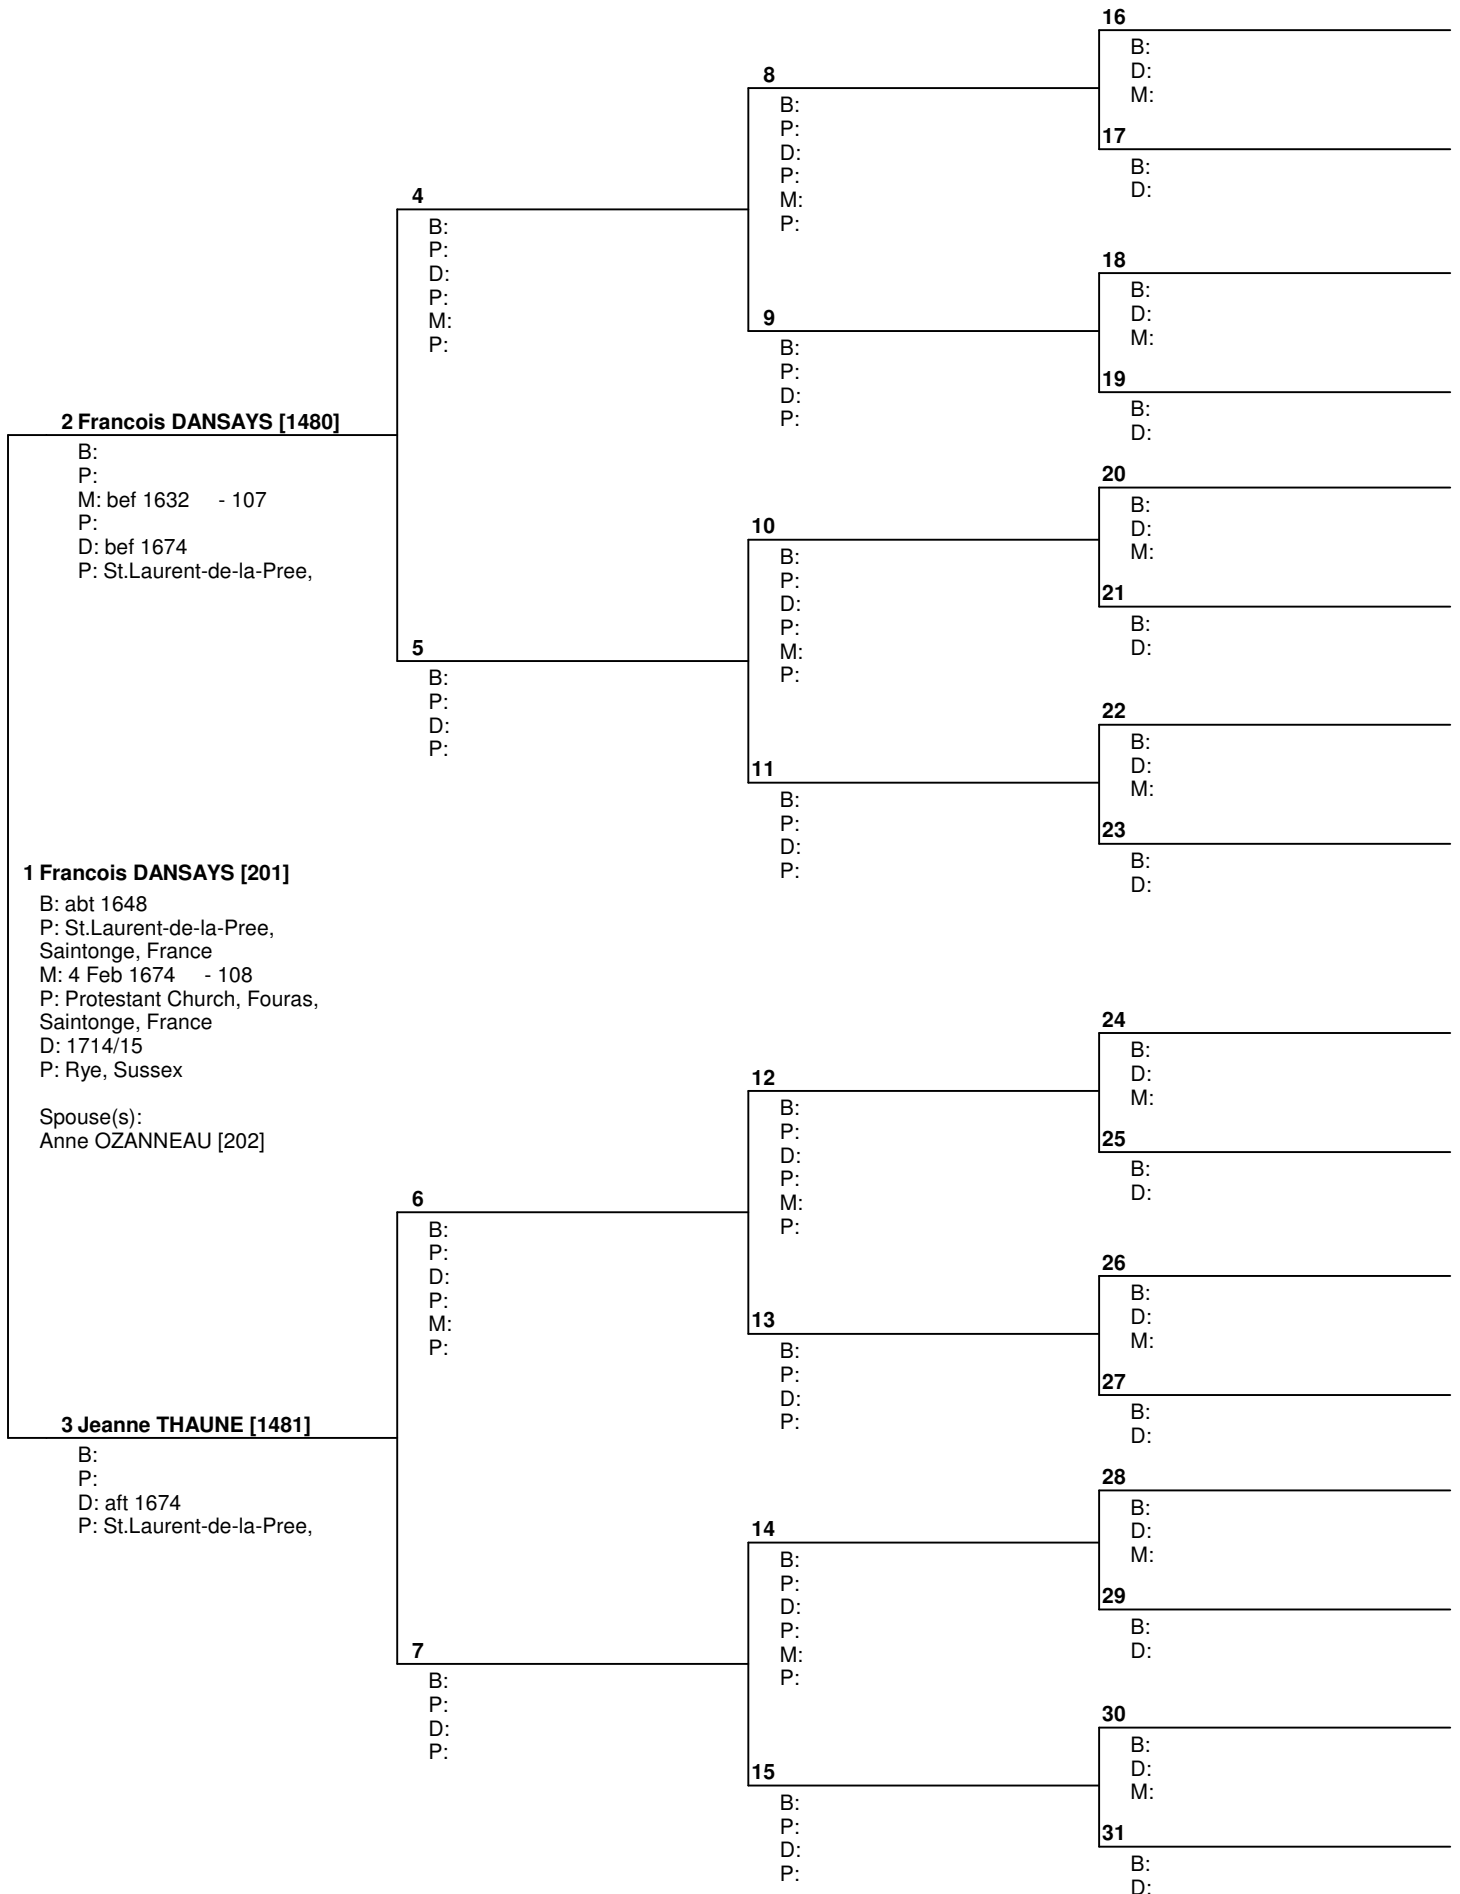 16
B:
D:
M:
8
B:
P:
D:
P:
M:
P:
17
B:
D:
4
B:
P:
D:
P:
M:
P:
18
B:
D:
M:
9
B:
P:
D:
P:
19
B:
D:
2 Francois DANSAYS [1480]
B:
P:
M: bef 1632 - 107
P:
D: bef 1674
P: St.Laurent-de-la-Pree,
20
B:
D:
M:
10
B:
P:
D:
P:
M:
P:
21
B:
D:
5
B:
P:
D:
P:
22
B:
D:
M:
11
B:
P:
D:
P:
23
B:
D:
1 Francois DANSAYS [201]
B: abt 1648
P: St.Laurent-de-la-Pree,
Saintonge, France
M: 4 Feb 1674 - 108
P: Protestant Church, Fouras,
Saintonge, France
D: 1714/15
P: Rye, Sussex
Spouse(s):
Anne OZANNEAU [202]
24
B:
D:
M:
12
B:
P:
D:
P:
M:
P:
25
B:
D:
6
B:
P:
D:
P:
M:
P:
26
B:
D:
M:
13
B:
P:
D:
P:
27
B:
D:
3 Jeanne THAUNE [1481]
B:
P:
D: aft 1674
P: St.Laurent-de-la-Pree,
28
B:
D:
M:
14
B:
P:
D:
P:
M:
P:
29
B:
D:
7
B:
P:
D:
P:
30
B:
D:
M:
15
B:
P:
D:
P:
31
B:
D: